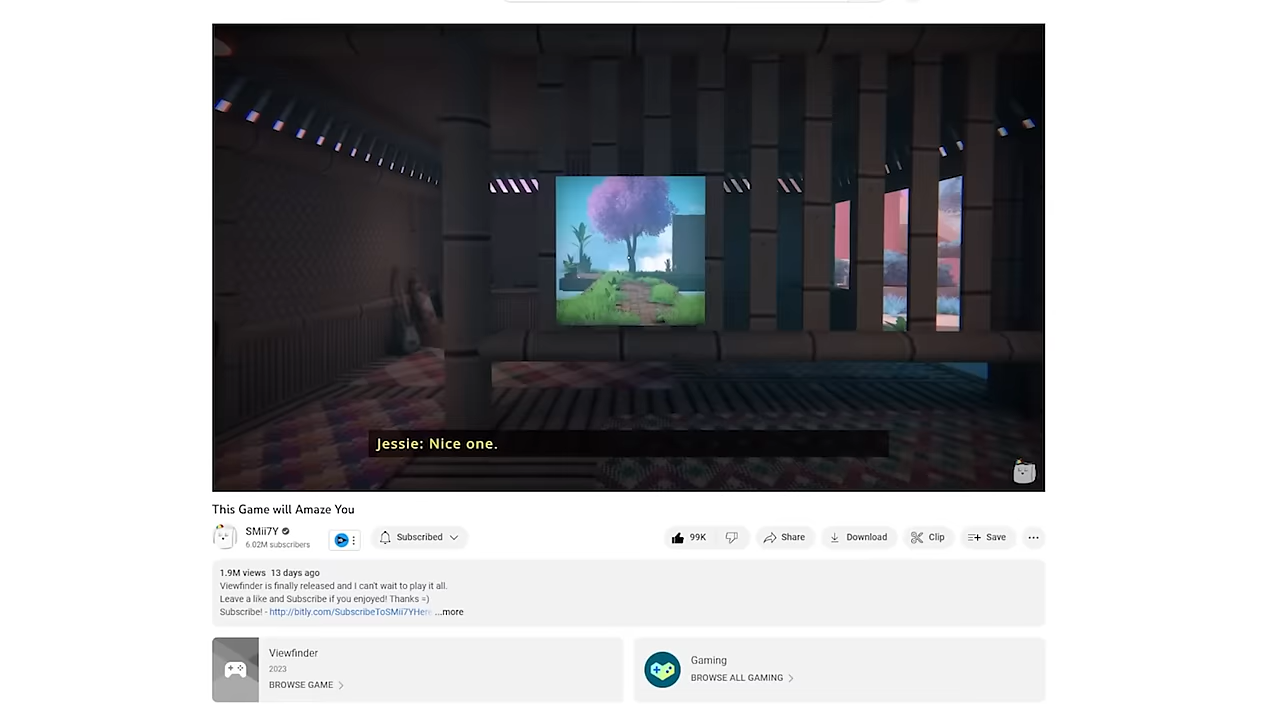 Jessie: Nice one.
This Game will Amaze You
SMii7Y
6.02M subscribers
Subscribed
99K
Share
Download
Clip
Save
1.9M views 13 days ago
Viewfinder is finally released and I can't wait to play it all.
Leave a like and Subscribe if you enjoyed! Thanks =)
Subscribe! - http://bitly.com/SubscribeToSMii7YHere ...more
Viewfinder
2023
BROWSE GAME
Gaming
BROWSE ALL GAMING